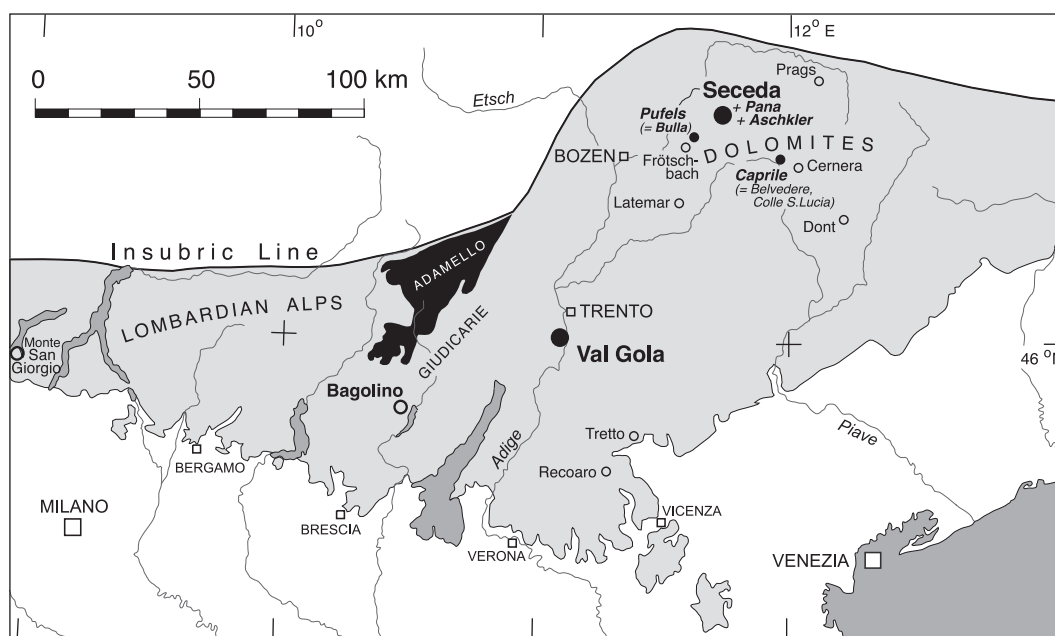 10° 12° E
0 50 100 km
Etsch
Prags
Seceda
+ Pana
+ Aschkler
Pufels
(= Bulla)
DOLOMITES
BOZEN
Frötsch-
bach
Caprile
(= Belvedere,
Colle S.Lucia)
Cernera
Latemar
Dont
Insubric Line
ADAMELLO
LOMBARDIAN ALPS
GIUDICARIE
TRENTO
Val Gola
Monte
San
Giorgio
46 °N
Bagolino
Adige
Tretto
Piave
BERGAMO
Recoaro
MILANO
BRESCIA
VICENZA
VERONA
VENEZIA